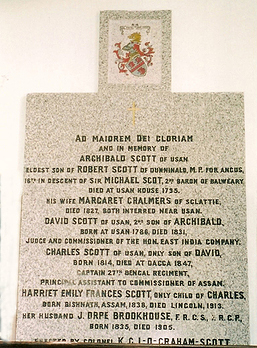 AD MAIOREM DEI GLORIAM
AND IN MEMORY OF
ARCHIBALD SCOTT OF USAN
ELDEST SON OF ROBERT SCOTT OF DUNNINALD, M.P. FOR ANGUS,
16TH IN DESCENT OF SIR MICHAEL SCOT, 2ND BARON OF BALWEARY.
DIED AT USAN HOUSE 1795.
HIS WIFE MARGARET CHALMERS OF SCLATTIE,
DIED 1827, BOTH INTERRED NEAR USAN.
DAVID SCOTT OF USAN, 2ND SON OF ARCHIBALD,
BORN AT USAN 1786, DIED 1831,
JUDGE AND COMMISSIONER OF THE HON. EAST INDIA COMPANY.
CHARLES SCOTT OF USAN, ONLY SON OF DAVID,
BORN 1814, DIED AT DACCA 1847,
CAPTAIN 27TH BENGAL REGIMENT,
PRINCIPAL ASSISTANT TO COMMISSIONER OF ASSAM.
HARRIET EMILY FRANCES SCOTT, ONLY CHILD OF CHARLES,
BORN BISHNATH, ASSAM, 1838, DIED LINCOLN, 1913.
HER HUSBAND J. ORPE BROOKHOUSE, F.R.C.S., F.R.C.P.,
BORN 1835, DIED 1905.
ERECTED BY COLONEL GRAHAM-SCOTT